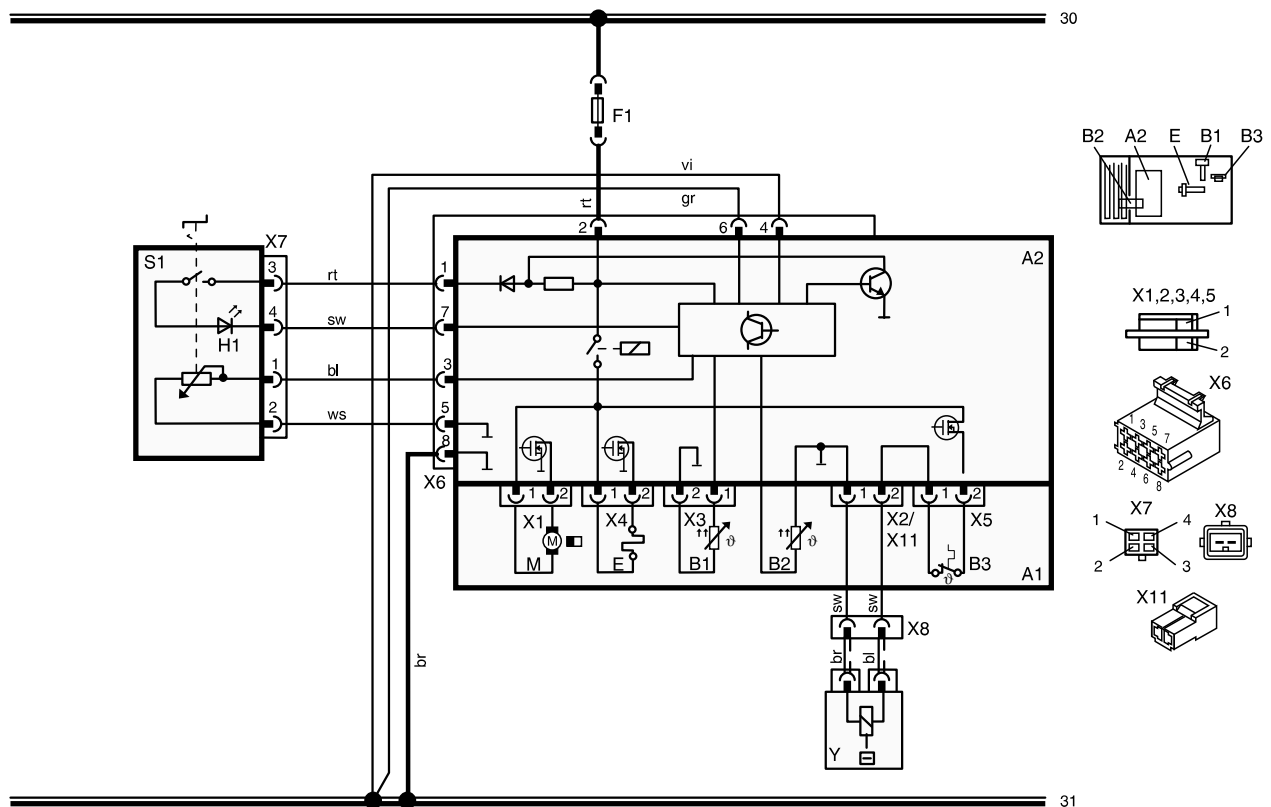 30
F1
B2 A2 E B1 B3
vi
gr
rt
2 6 4
S1
X7
A2
3 rt 1
4 sw 7
H1
1 bl 3
2 ws 5
8
X6
X1,2,3,4,5
1
2
X6
1 3 5 7
2 4 6 8
1 2 1 2 2 1 1 2 1 2
X1 X4 X3 X2/ X5
X11
M
M E B1 ϑ B2 ϑ ϑ B3
A1
X7 X8
1 4
2 3
X11
sw sw
X8
br bl
br
Y
31